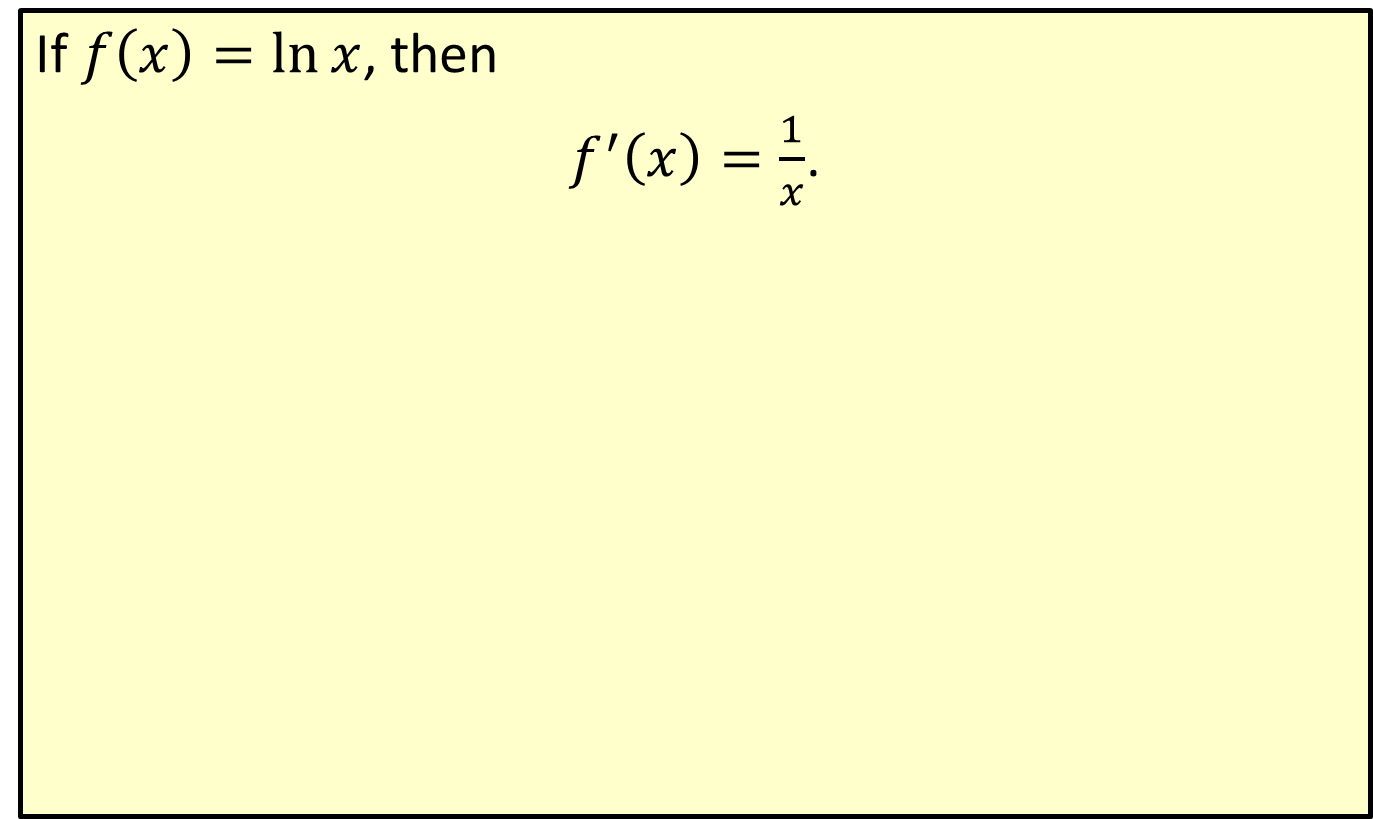 If f(x) = ln x, then
f′(x) = 1/x.